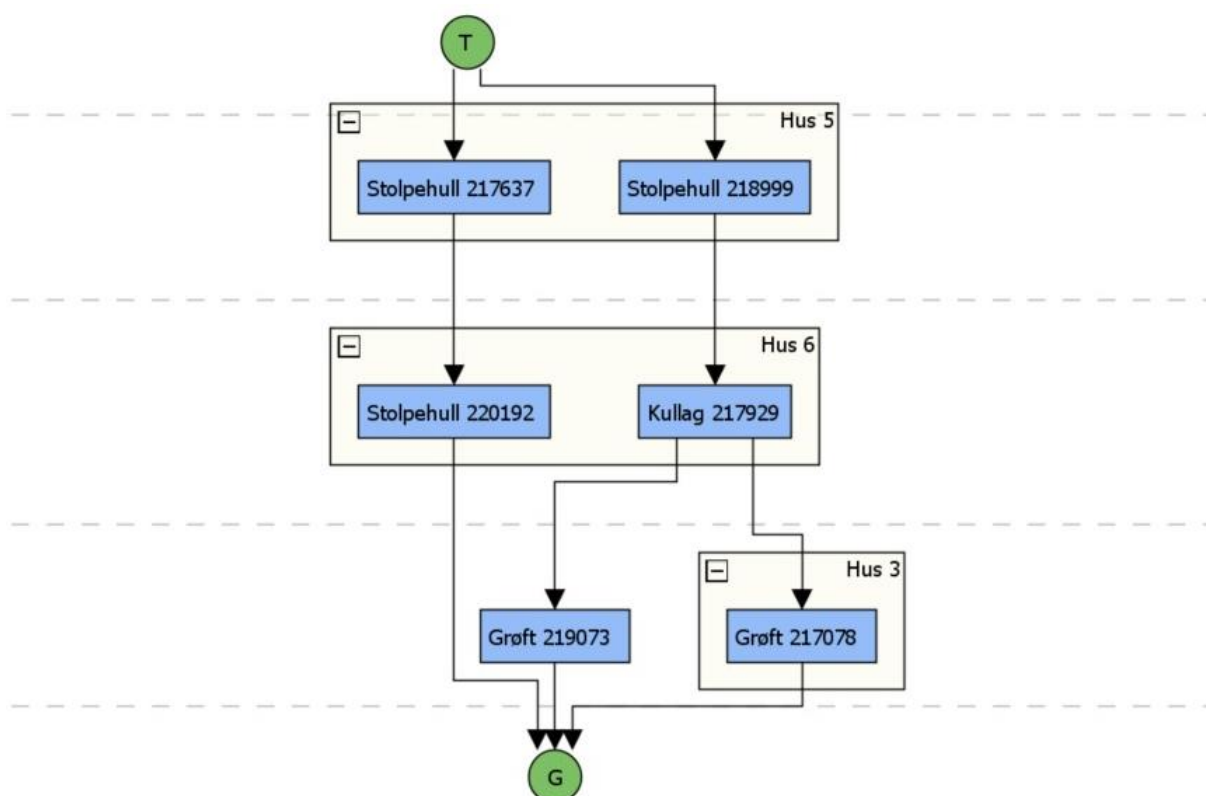 T
Hus 5
Stolpehull 217637
Stolpehull 218999
Hus 6
Stolpehull 220192
Kullag 217929
Hus 3
Grøft 219073
Grøft 217078
G